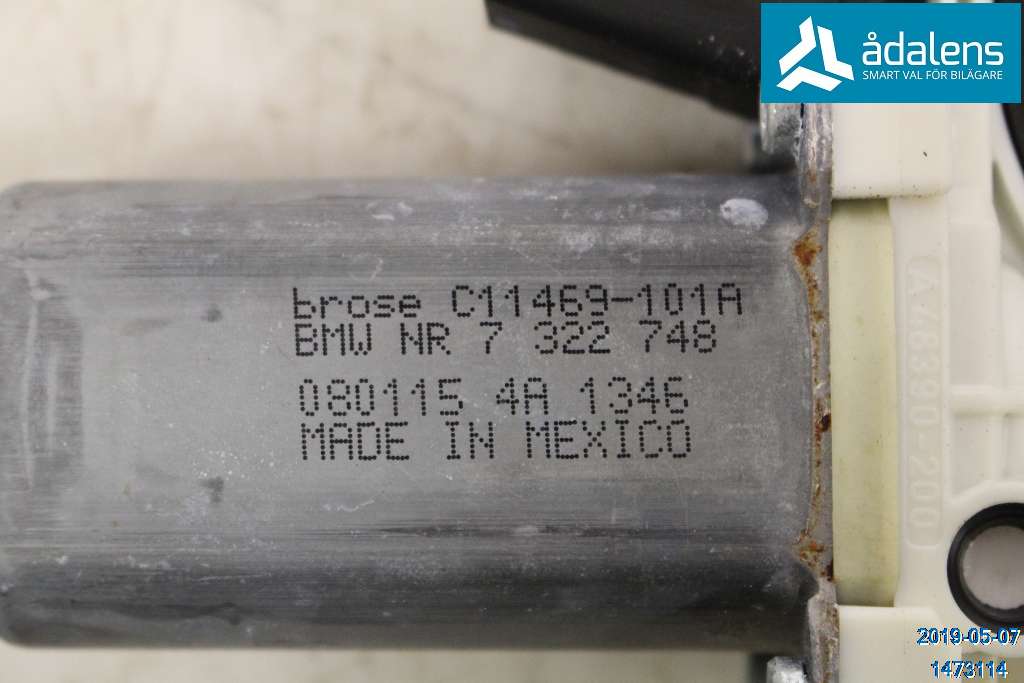 ådalens
SMART VAL FÖR BILÄGARE
brose C11469-101A
BMW NR 7 322 748
080115 4A 1346
MADE IN MEXICO
2019-05-07
1473114